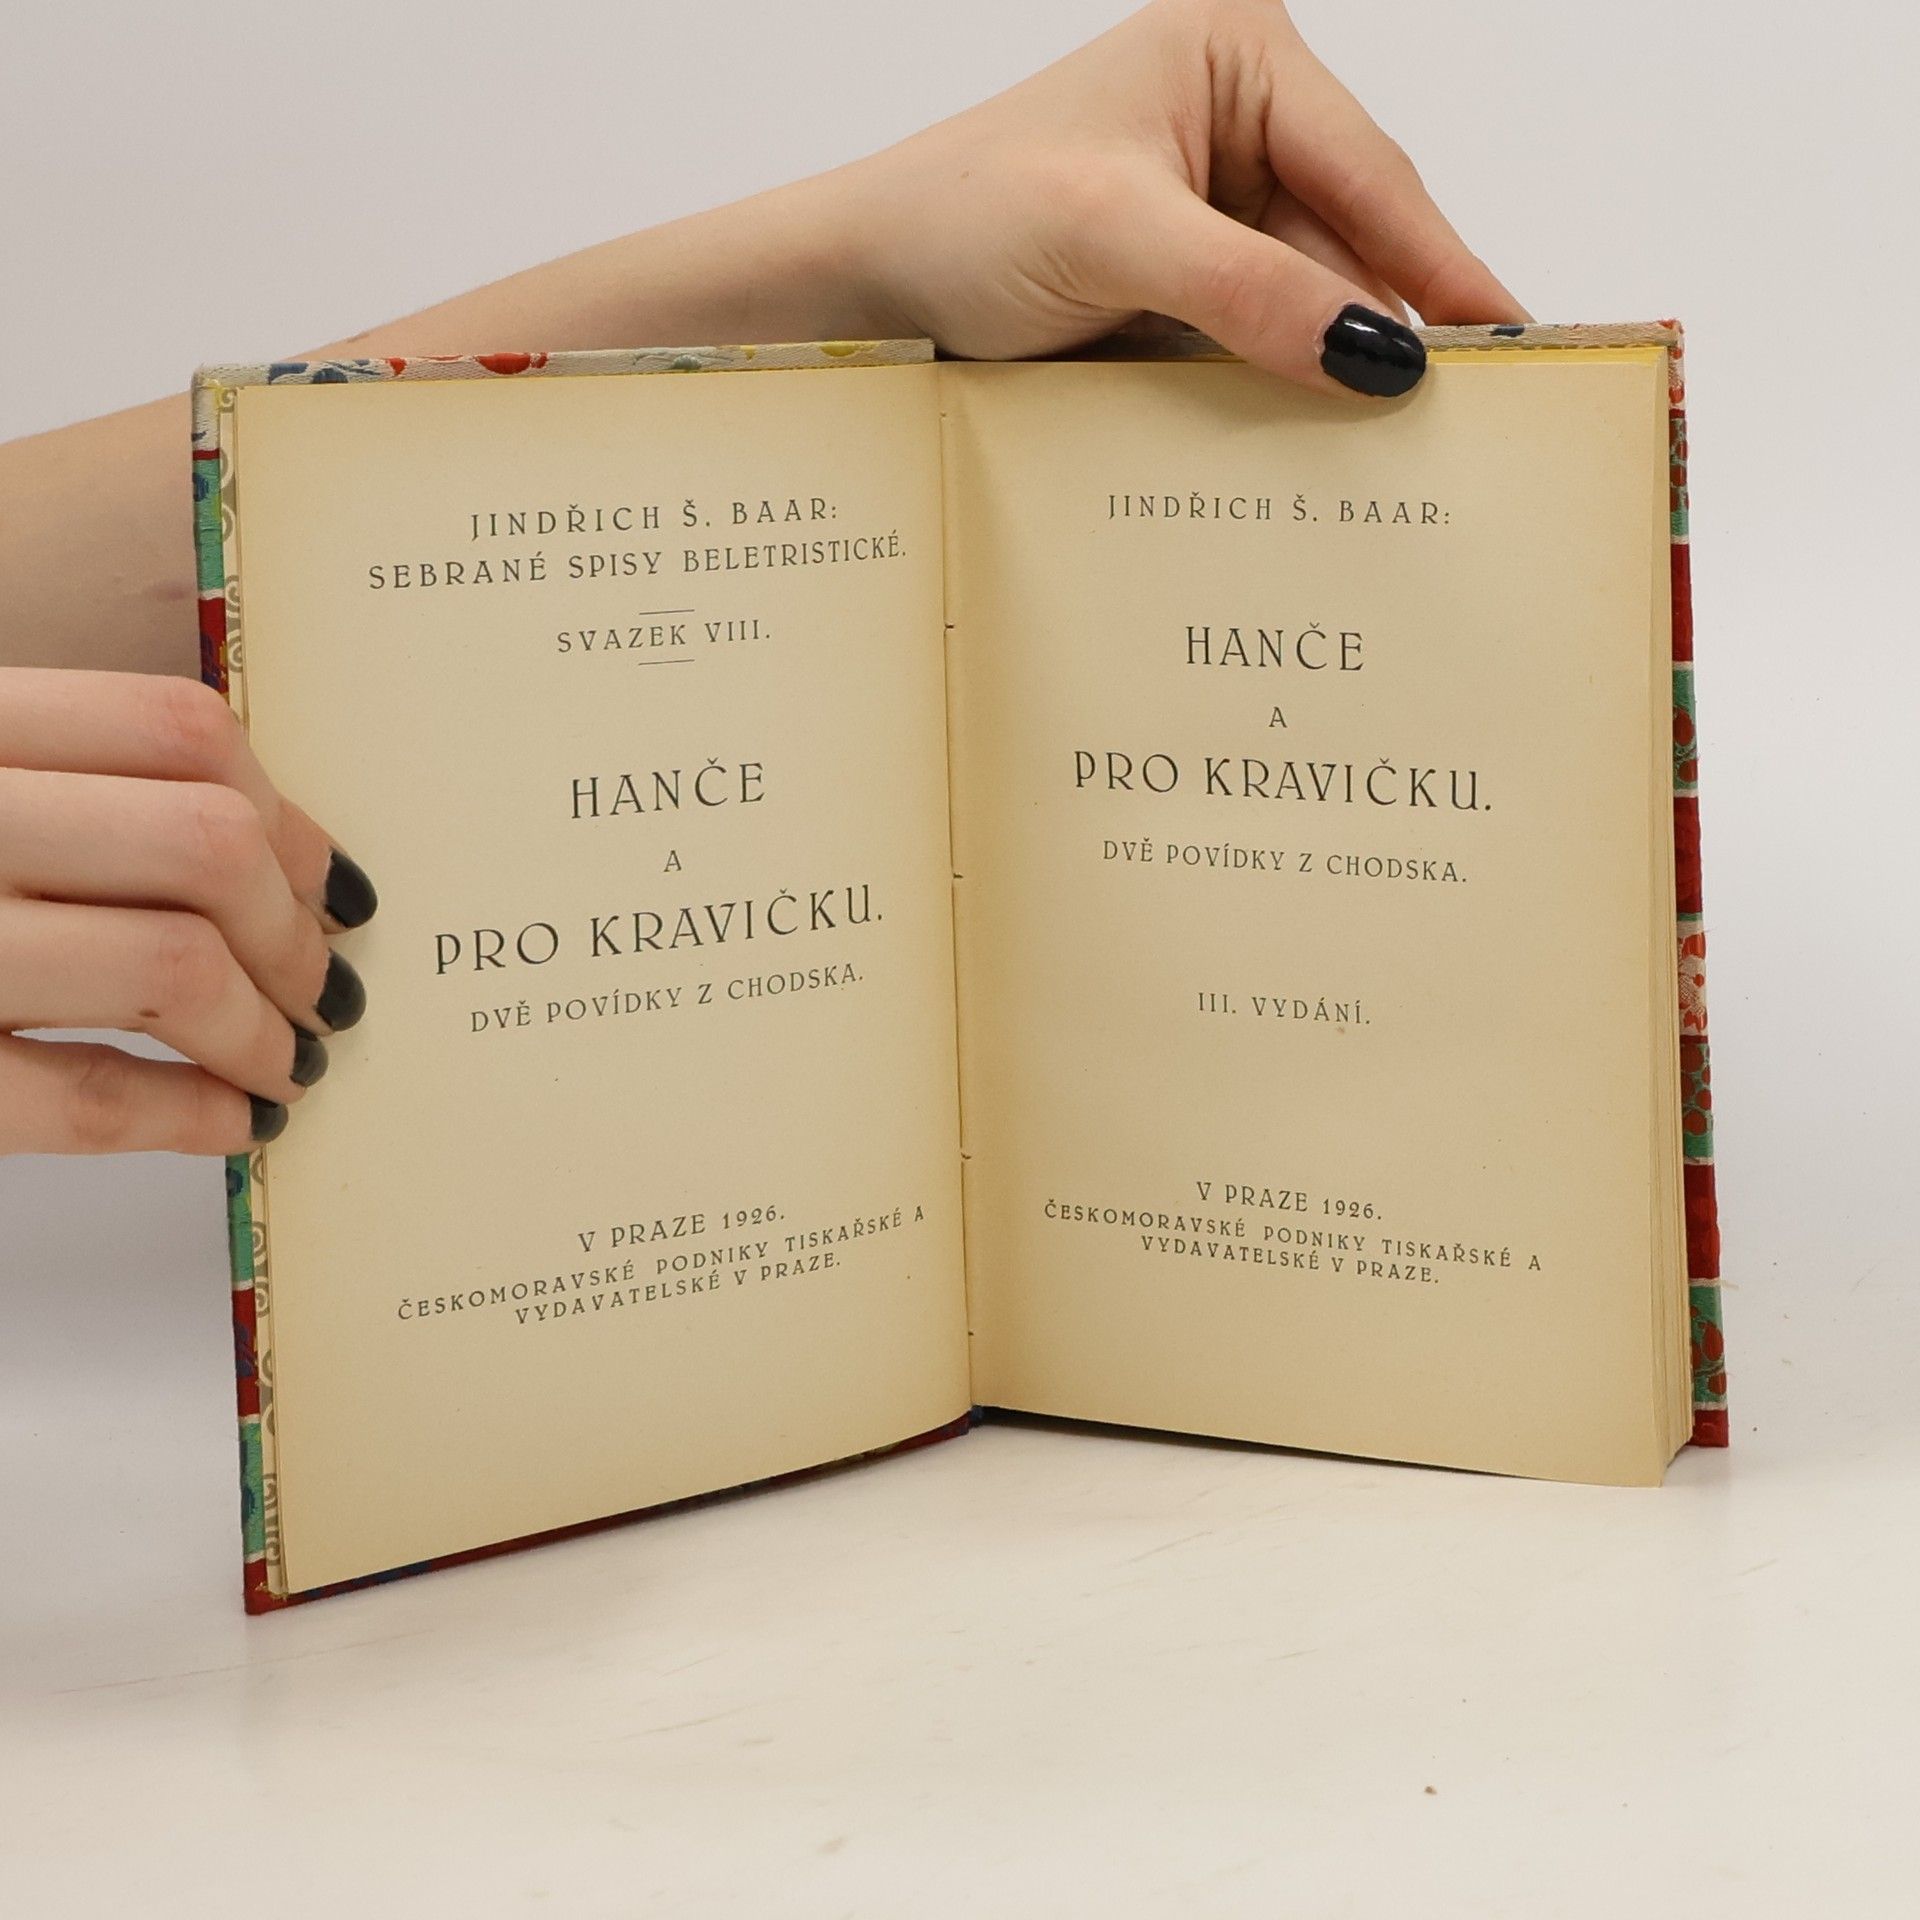 JINDŘICH Š. BAAR:
SEBRANÉ SPISY BELETRISTICKÉ.
SVAZEK VIII.
HANČE
A
PRO KRAVIČKU.
DVĚ POVÍDKY Z CHODSKA.
V PRAZE 1926.
ČESKOMORAVSKÉ PODNIKY TISKAŘSKÉ A
VYDAVATELSKÉ V PRAZE.
JINDŘICH Š. BAAR:
HANČE
A
PRO KRAVIČKU.
DVĚ POVÍDKY Z CHODSKA.
III. VYDÁNÍ.
V PRAZE 1926.
ČESKOMORAVSKÉ PODNIKY TISKAŘSKÉ A
VYDAVATELSKÉ V PRAZE.